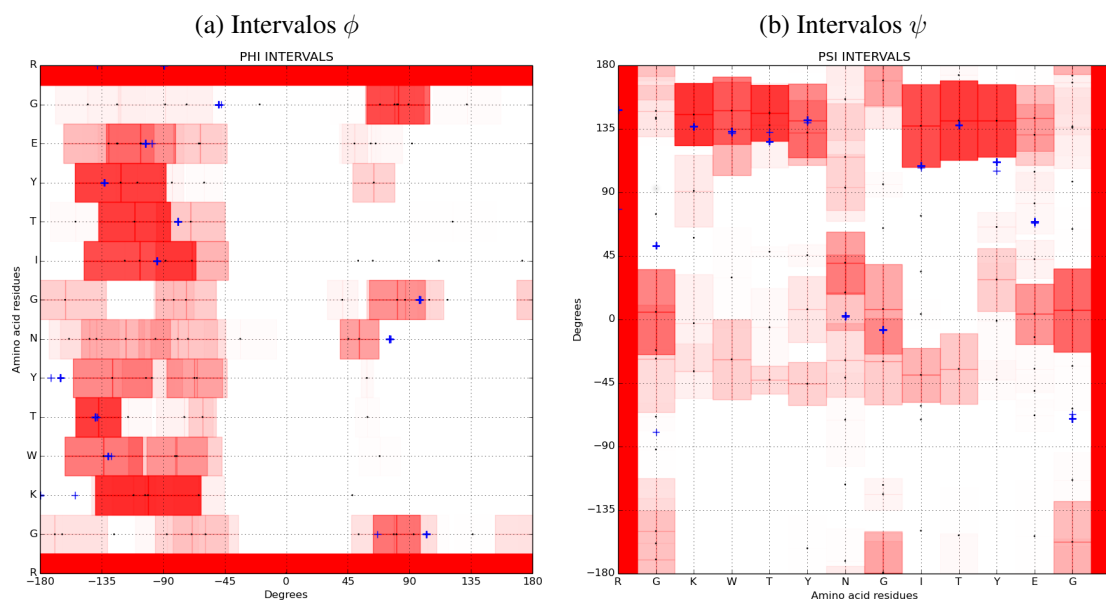 (a) Intervalos ϕ
(b) Intervalos ψ
PHI INTERVALS
R
G
E
Y
T
I
G
N
Y
T
W
K
G
R
Amino acid residues
−180 −135 −90 −45 0 45 90 135 180
Degrees
PSI INTERVALS
180
135
90
45
0
−45
−90
−135
−180
Degrees
R G K W T Y N G I T Y E G
Amino acid residues